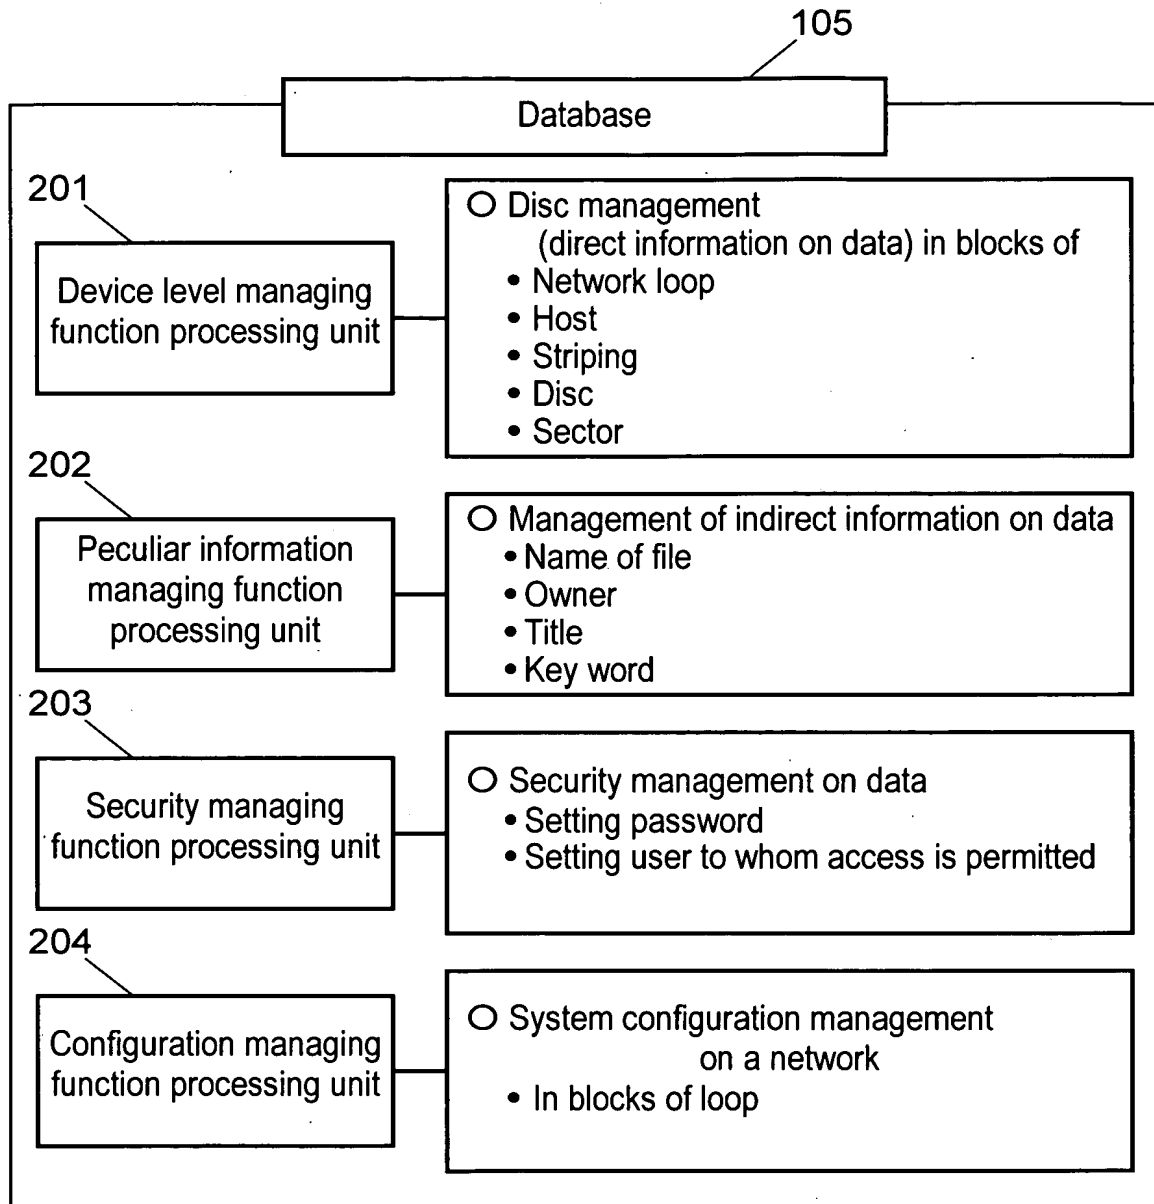 105
Database
201
Device level managing
function processing unit
○ Disc management
(direct information on data) in blocks of
• Network loop
• Host
• Striping
• Disc
• Sector
202
Peculiar information
managing function
processing unit
○ Management of indirect information on data
• Name of file
• Owner
• Title
• Key word
203
Security managing
function processing unit
○ Security management on data
• Setting password
• Setting user to whom access is permitted
204
Configuration managing
function processing unit
○ System configuration management
on a network
• In blocks of loop